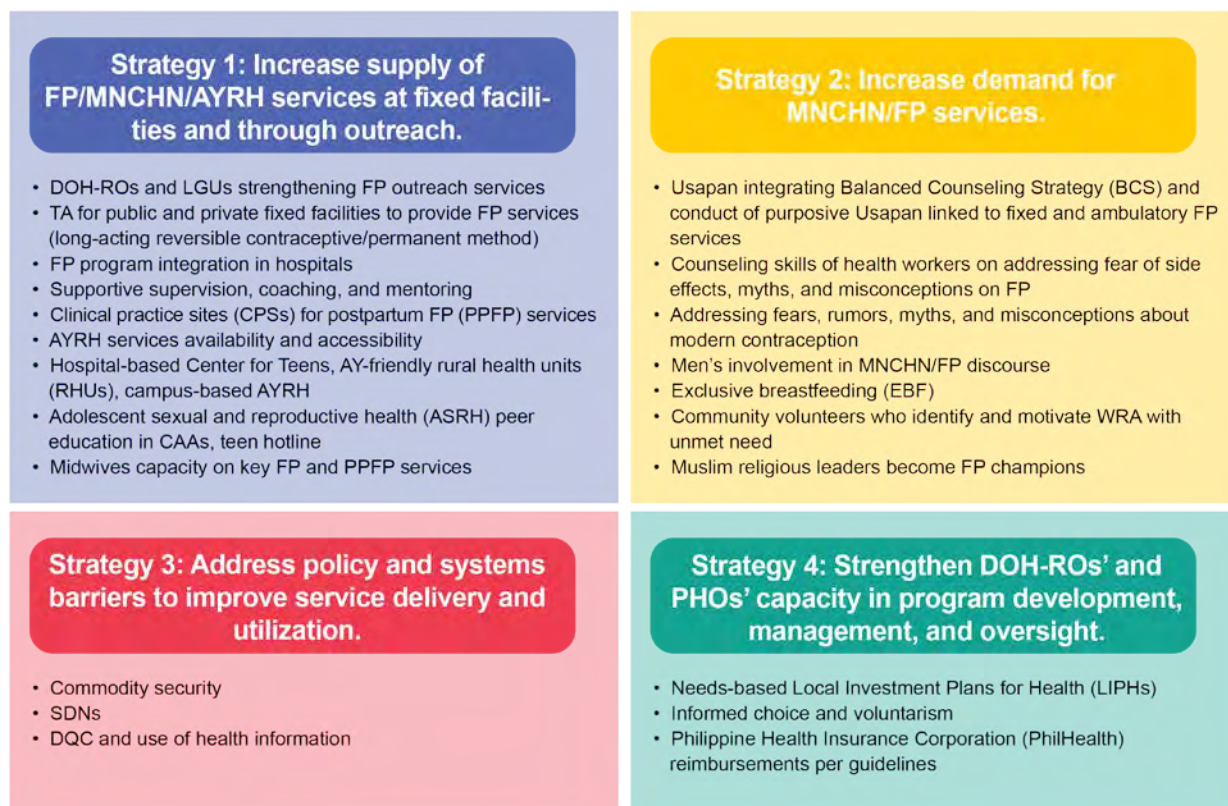 Strategy 1: Increase supply of
FP/MNCHN/AYRH services at fixed facili-
ties and through outreach.
• DOH-ROs and LGUs strengthening FP outreach services
• TA for public and private fixed facilities to provide FP services
(long-acting reversible contraceptive/permanent method)
• FP program integration in hospitals
• Supportive supervision, coaching, and mentoring
• Clinical practice sites (CPSs) for postpartum FP (PPFP) services
• AYRH services availability and accessibility
• Hospital-based Center for Teens, AY-friendly rural health units
(RHUs), campus-based AYRH
• Adolescent sexual and reproductive health (ASRH) peer
education in CAAs, teen hotline
• Midwives capacity on key FP and PPFP services
Strategy 2: Increase demand for
MNCHN/FP services.
• Usapan integrating Balanced Counseling Strategy (BCS) and
conduct of purposive Usapan linked to fixed and ambulatory FP
services
• Counseling skills of health workers on addressing fear of side
effects, myths, and misconceptions on FP
• Addressing fears, rumors, myths, and misconceptions about
modern contraception
• Men's involvement in MNCHN/FP discourse
• Exclusive breastfeeding (EBF)
• Community volunteers who identify and motivate WRA with
unmet need
• Muslim religious leaders become FP champions
Strategy 3: Address policy and systems
barriers to improve service delivery and
utilization.
• Commodity security
• SDNs
• DQC and use of health information
Strategy 4: Strengthen DOH-ROs' and
PHOs' capacity in program development,
management, and oversight.
• Needs-based Local Investment Plans for Health (LIPHs)
• Informed choice and voluntarism
• Philippine Health Insurance Corporation (PhilHealth)
reimbursements per guidelines